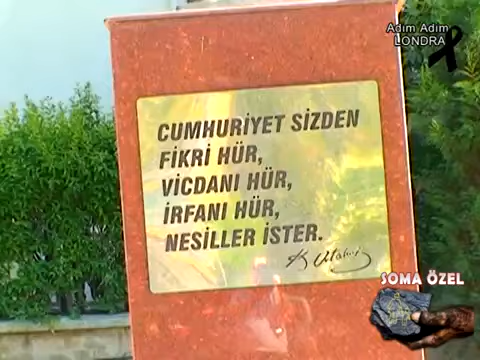 Adım Adım
LONDRA
CUMHURİYET SİZDEN
FİKRİ HÜR,
VİCDANI HÜR,
İRFANI HÜR,
NESİLLER İSTER.
K. Atatürk
SOMA ÖZEL